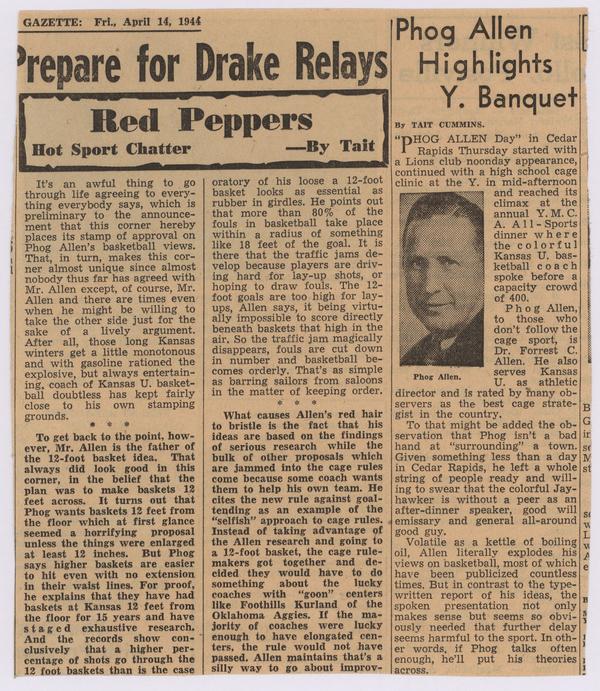 GAZETTE: Fri., April 14, 1944
Prepare for Drake Relays
Red Peppers
Hot Sport Chatter —By Tait
It's an awful thing to go
through life agreeing to every-
thing everybody says, which is
preliminary to the announce-
ment that this corner hereby
places its stamp of approval on
Phog Allen's basketball views.
That, in turn, makes this cor-
ner almost unique since almost
nobody thus far has agreed with
Mr. Allen except, of course, Mr.
Allen and there are times even
when he might be willing to
take the other side just for the
sake of a lively argument.
After all, those long Kansas
winters get a little monotonous
and with gasoline rationed the
explosive, but always entertain-
ing, coach of Kansas U. basket-
ball doubtless has kept fairly
close to his own stamping
grounds.
* * *
To get back to the point, how-
ever, Mr. Allen is the father of
the 12-foot basket idea. That
always did look good in this
corner, in the belief that the
plan was to make baskets 12
feet across. It turns out that
Phog wants baskets 12 feet from
the floor which at first glance
seemed a horrifying proposal
unless the things were enlarged
at least 12 inches. But Phog
says higher baskets are easier
to hit even with no extension
in their waist lines. For proof,
he explains that they have had
baskets at Kansas 12 feet from
the floor for 15 years and have
staged exhaustive research.
And the records show con-
clusively that a higher per-
centage of shots go through the
12 foot baskets than is the case
oratory of his loose a 12-foot
basket looks as essential as
rubber in girdles. He points out
that more than 80% of the
fouls in basketball take place
within a radius of something
like 18 feet of the goal. It is
there that the traffic jams de-
velop because players are driv-
ing hard for lay-up shots, or
hoping to draw fouls. The 12-
foot goals are too high for lay-
ups, Allen says, it being virtu-
ally impossible to score directly
beneath baskets that high in the
air. So the traffic jam magically
disappears, fouls are cut down
in number and basketball be-
comes orderly. That's as simple
as barring sailors from saloons
in the matter of keeping order.
* * *
What causes Allen's red hair
to bristle is the fact that his
ideas are based on the findings
of serious research while the
bulk of other proposals which
are jammed into the cage rules
come because some coach wants
them to help his own team. He
cites the new rule against goal-
tending as an example of the
"selfish" approach to cage rules.
Instead of taking advantage of
the Allen research and going to
a 12-foot basket, the cage rule-
makers got together and de-
cided they would have to do
something about the lucky
coaches with "goon" centers
like Foothills Kurland of the
Oklahoma Aggies. If the ma-
jority of coaches were lucky
enough to have elongated cen-
ters, the rule would not have
passed. Allen maintains that's a
silly way to go about improv-
Phog Allen
Highlights
Y. Banquet
By TAIT CUMMINS.
"PHOG ALLEN Day" in Cedar
Rapids Thursday started with
a Lions club noonday appearance,
continued with a high school cage
clinic at the Y. in mid-afternoon
and reached its
climax at the
annual Y. M. C.
A. All-Sports
dinner where
the colorful
Kansas U. bas-
ketball coach
spoke before a
capacity crowd
of 400.
Phog Allen,
to those who
don't follow the
cage sport, is
Dr. Forrest C.
Allen. He also
serves Kansas
U. as athletic
Phog Allen.
director and is rated by many ob-
servers as the best cage strate-
gist in the country.
To that might be added the ob-
servation that Phog isn't a bad
hand at "surrounding" a town.
Given something less than a day
in Cedar Rapids, he left a whole
string of people ready and will-
ing to swear that the colorful Jay-
hawker is without a peer as an
after-dinner speaker, good will
emissary and general all-around
good guy.
Volatile as a kettle of boiling
oil, Allen literally explodes his
views on basketball, most of which
have been publicized countless
times. But in contrast to the type-
written report of his ideas, the
spoken presentation not only
makes sense but seems so obvi-
ously needed that further delay
seems harmful to the sport. In oth-
er words, if Phog talks often
enough, he'll put his theories
across.